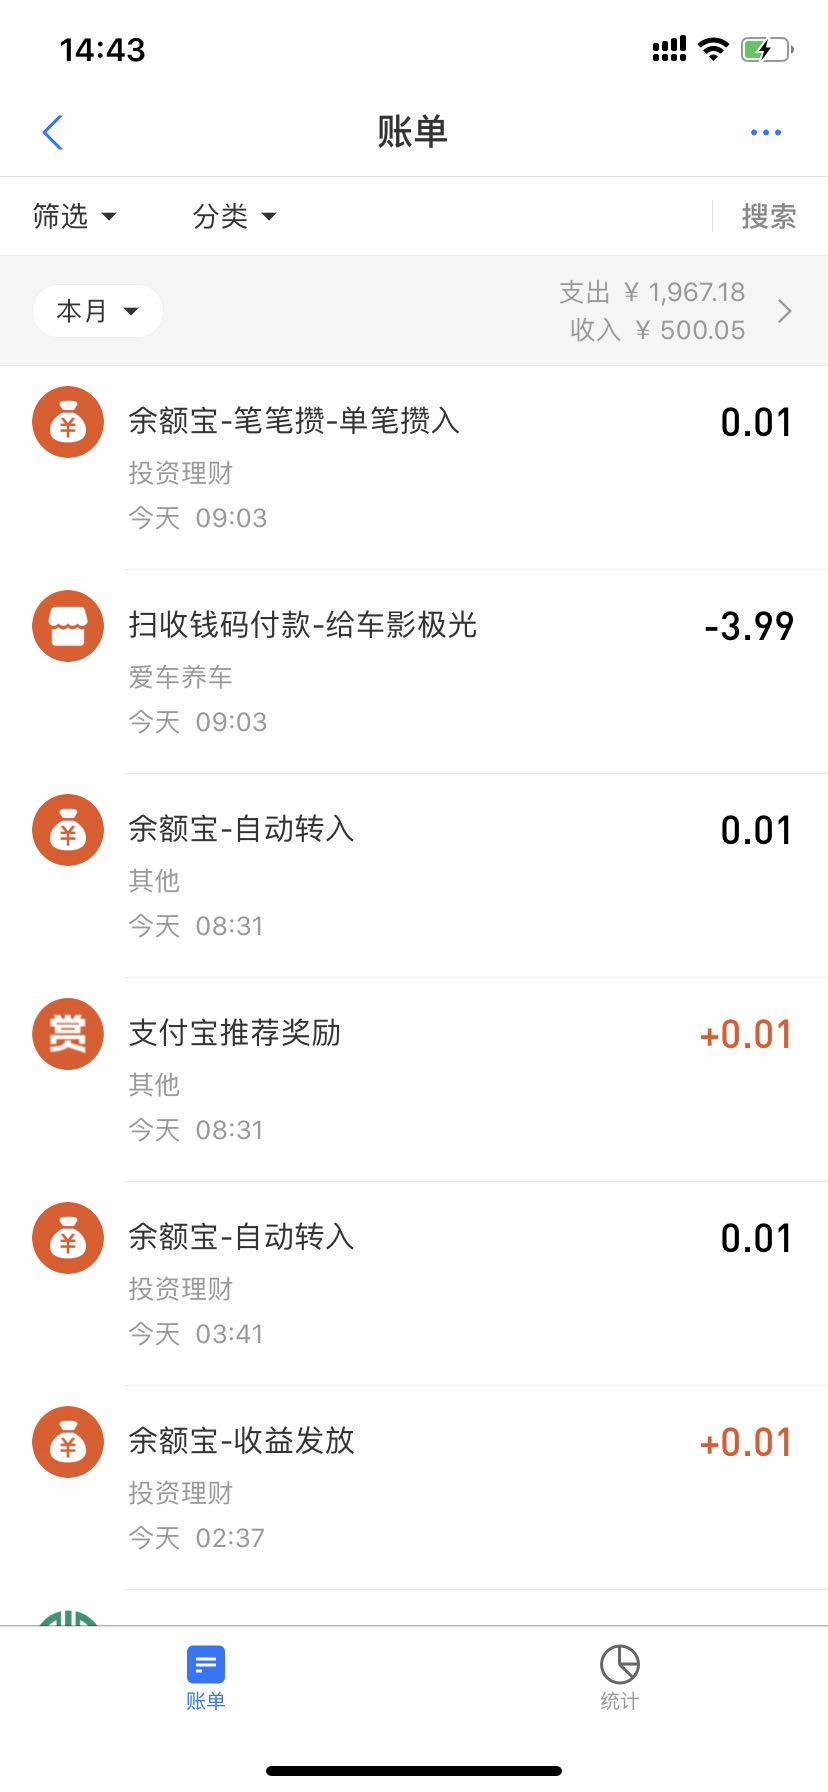 14:43
账单
筛选 分类 搜索
本月
支出 ¥ 1,967.18
收入 ¥ 500.05
余额宝-笔笔攒-单笔攒入 0.01
投资理财
今天 09:03
扫收钱码付款-给车影极光 -3.99
爱车养车
今天 09:03
余额宝-自动转入 0.01
其他
今天 08:31
赏
支付宝推荐奖励 +0.01
其他
今天 08:31
余额宝-自动转入 0.01
投资理财
今天 03:41
余额宝-收益发放 +0.01
投资理财
今天 02:37
账单 统计